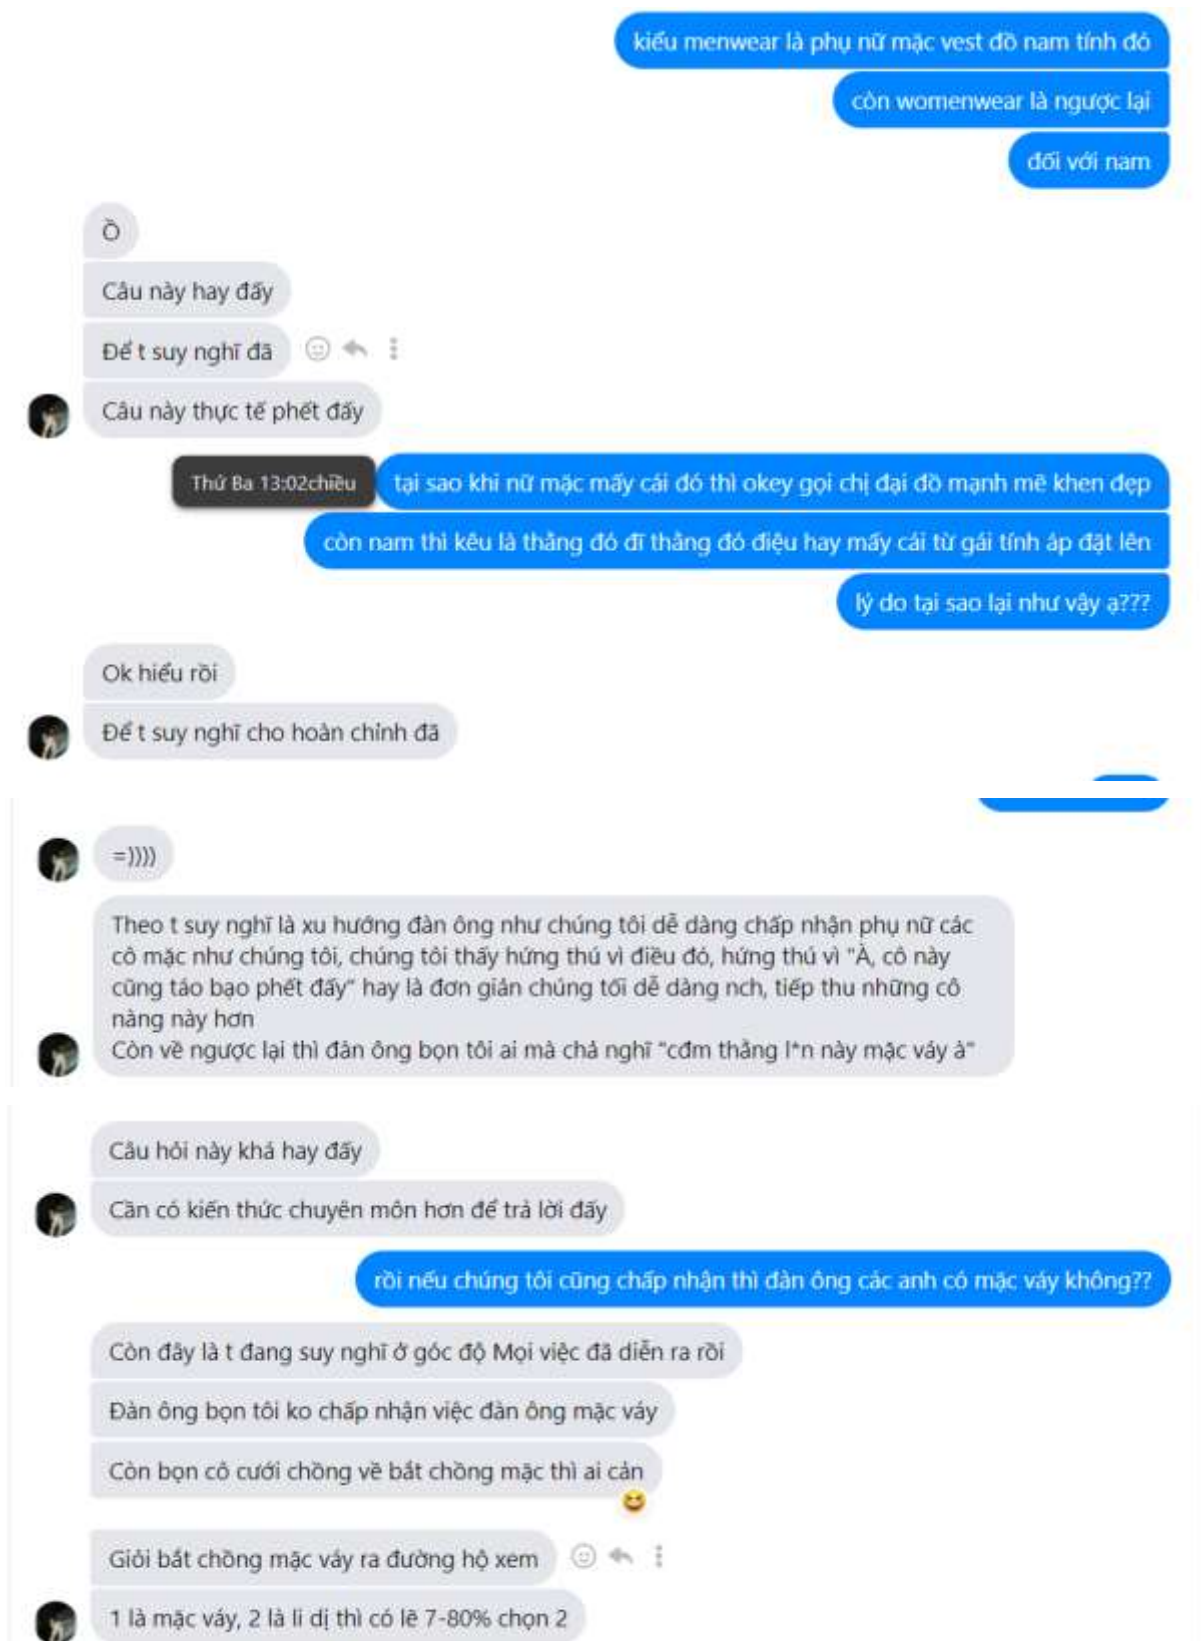 kiểu menwear là phụ nữ mặc vest đồ nam tính đó
còn womenwear là ngược lại
đối với nam
Ồ
Câu này hay đấy
Để t suy nghĩ đã
Câu này thực tế phết đấy
Thứ Ba 13:02chiều
tại sao khi nữ mặc mấy cái đó thì okey gọi chị đại đồ mạnh mẽ khen đẹp
còn nam thì kêu là thằng đó đĩ thằng đó điệu hay mấy cái từ gái tính áp đặt lên
lý do tại sao lại như vậy ạ???
Ok hiểu rồi
Để t suy nghĩ cho hoàn chỉnh đã
=))))
Theo t suy nghĩ là xu hướng đàn ông như chúng tôi dễ dàng chấp nhận phụ nữ các
cô mặc như chúng tôi, chúng tôi thấy hứng thú vì điều đó, hứng thú vì "À, cô này
cũng táo bạo phết đấy" hay là đơn giản chúng tối dễ dàng nch, tiếp thu những cô
nàng này hơn
Còn về ngược lại thì đàn ông bọn tôi ai mà chả nghĩ "cđm thằng l*n này mặc váy à"
Câu hỏi này khá hay đấy
Cần có kiến thức chuyên môn hơn để trả lời đấy
rồi nếu chúng tôi cũng chấp nhận thì đàn ông các anh có mặc váy không??
Còn đây là t đang suy nghĩ ở góc độ Mọi việc đã diễn ra rồi
Đàn ông bọn tôi ko chấp nhận việc đàn ông mặc váy
Còn bọn cô cưới chồng về bắt chồng mặc thì ai cản
Giỏi bắt chồng mặc váy ra đường hộ xem
1 là mặc váy, 2 là li dị thì có lẽ 7-80% chọn 2